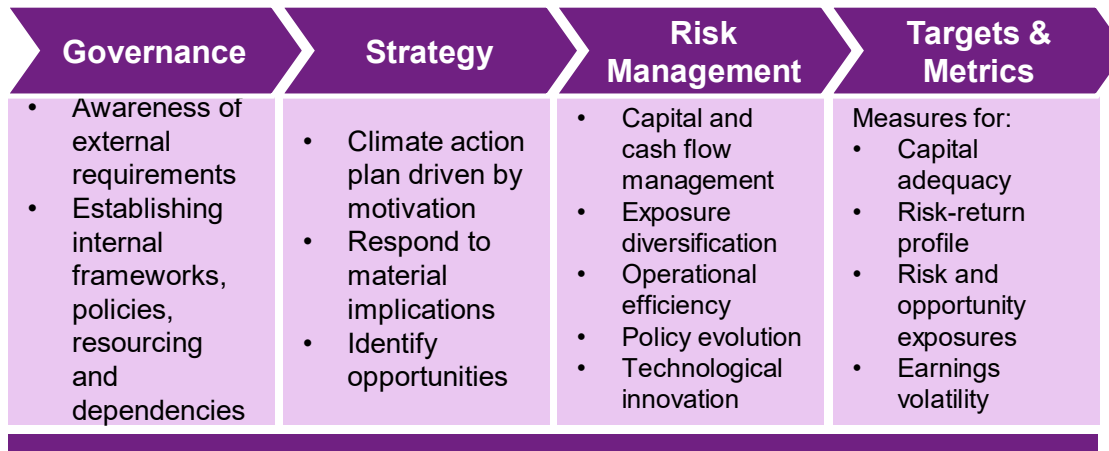 Governance
• Awareness of
external
requirements
• Establishing
internal
frameworks,
policies,
resourcing
and
dependencies
Strategy
• Climate action
plan driven by
motivation
• Respond to
material
implications
• Identify
opportunities
Risk
Management
• Capital and
cash flow
management
• Exposure
diversification
• Operational
efficiency
• Policy evolution
• Technological
innovation
Targets &
Metrics
Measures for:
• Capital
adequacy
• Risk-return
profile
• Risk and
opportunity
exposures
• Earnings
volatility